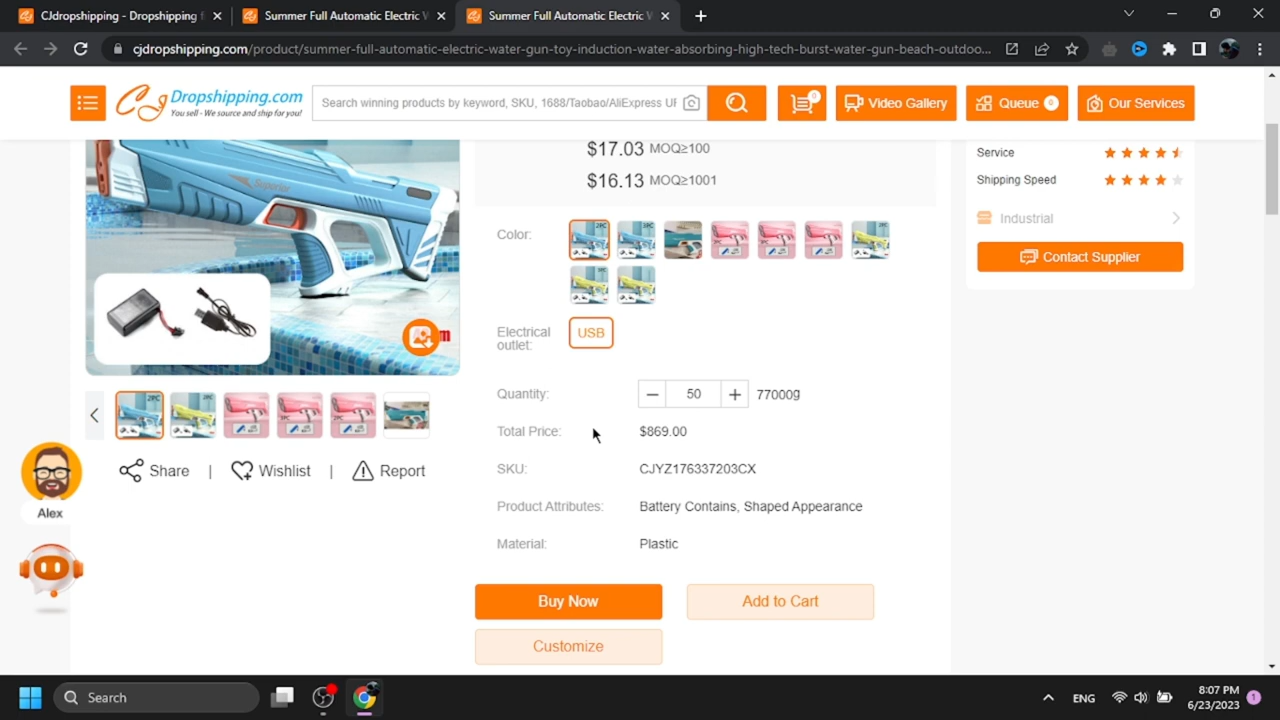 CJdropshipping - Dropshipping f
Summer Full Automatic Electric W
Summer Full Automatic Electric W
cjdropshipping.com/product/summer-full-automatic-electric-water-gun-toy-induction-water-absorbing-high-tech-burst-water-gun-beach-outdoo...
Dropshipping.com
You sell - We source and ship for you!
Search winning products by keyword, SKU, 1688/Taobao/AliExpress UR
0
Video Gallery
Queue 0
Our Services
$17.03 MOQ≥100
$16.13 MOQ≥1001
Service
Shipping Speed
Industrial
Contact Supplier
Color:
Electrical outlet:
USB
Quantity:
50
77000g
Total Price:
$869.00
SKU:
CJYZ176337203CX
Product Attributes:
Battery Contains, Shaped Appearance
Material:
Plastic
Share | Wishlist | Report
Alex
Buy Now
Add to Cart
Customize
Search
ENG
8:07 PM
6/23/2023
1